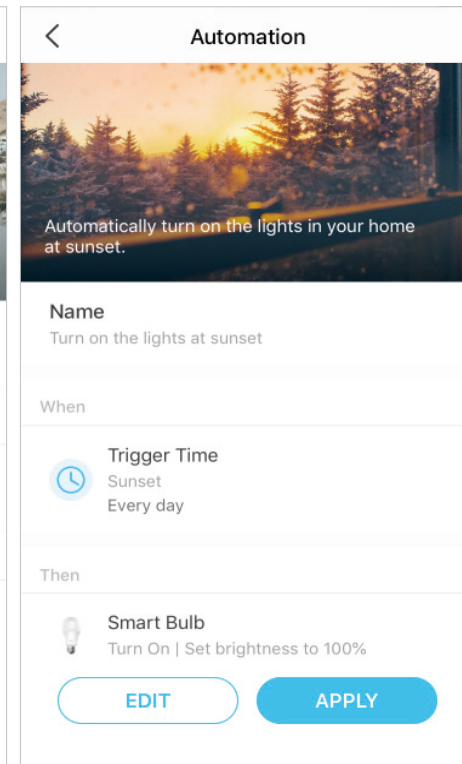 Automation
Automatically turn on the lights in your home
at sunset.
Name
Turn on the lights at sunset
When
Trigger Time
Sunset
Every day
Then
Smart Bulb
Turn On | Set brightness to 100%
EDIT
APPLY